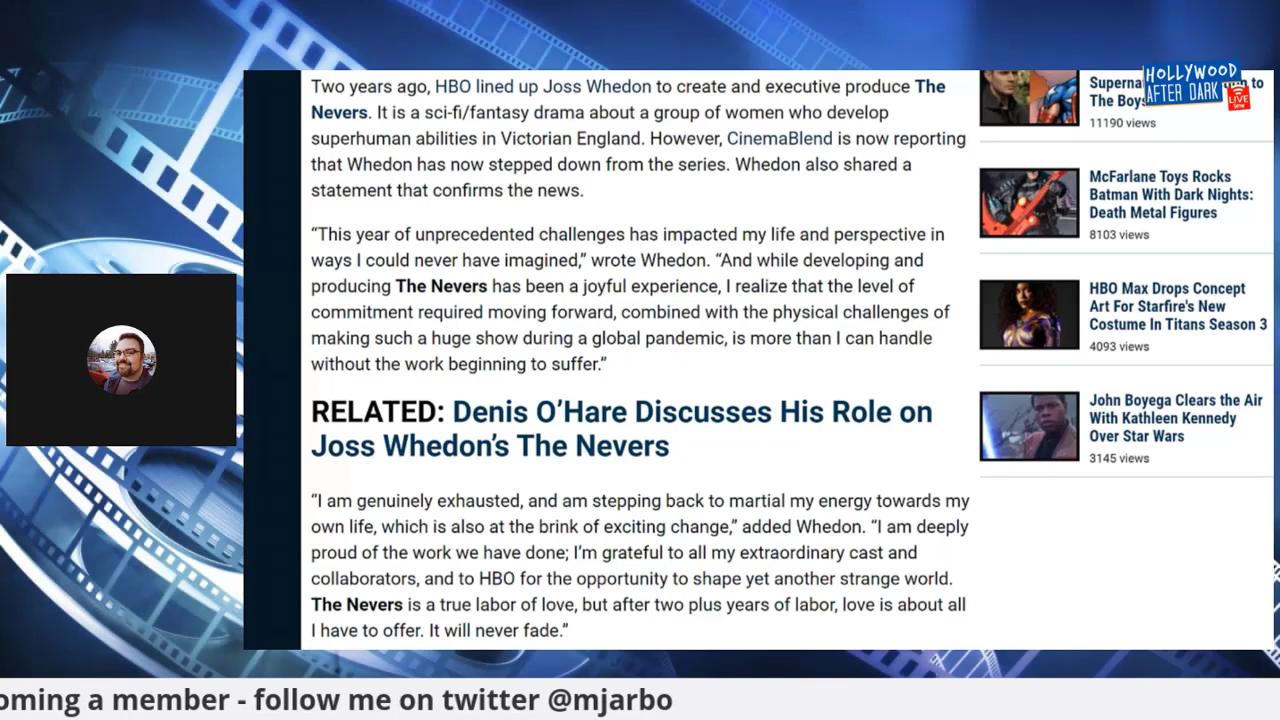 Two years ago, HBO lined up Joss Whedon to create and executive produce The
Nevers. It is a sci-fi/fantasy drama about a group of women who develop
superhuman abilities in Victorian England. However, CinemaBlend is now reporting
that Whedon has now stepped down from the series. Whedon also shared a
statement that confirms the news.
“This year of unprecedented challenges has impacted my life and perspective in
ways I could never have imagined,” wrote Whedon. “And while developing and
producing The Nevers has been a joyful experience, I realize that the level of
commitment required moving forward, combined with the physical challenges of
making such a huge show during a global pandemic, is more than I can handle
without the work beginning to suffer.”
RELATED: Denis O’Hare Discusses His Role on
Joss Whedon’s The Nevers
“I am genuinely exhausted, and am stepping back to martial my energy towards my
own life, which is also at the brink of exciting change,” added Whedon. “I am deeply
proud of the work we have done; I’m grateful to all my extraordinary cast and
collaborators, and to HBO for the opportunity to shape yet another strange world.
The Nevers is a true labor of love, but after two plus years of labor, love is about all
I have to offer. It will never fade.”
HOLLYWOOD
AFTER DARK
LIVE
The Boys
11190 views
McFarlane Toys Rocks
Batman With Dark Nights:
Death Metal Figures
8103 views
HBO Max Drops Concept
Art For Starfire's New
Costume In Titans Season 3
4093 views
John Boyega Clears the Air
With Kathleen Kennedy
Over Star Wars
3145 views
oming a member - follow me on twitter @mjarbo